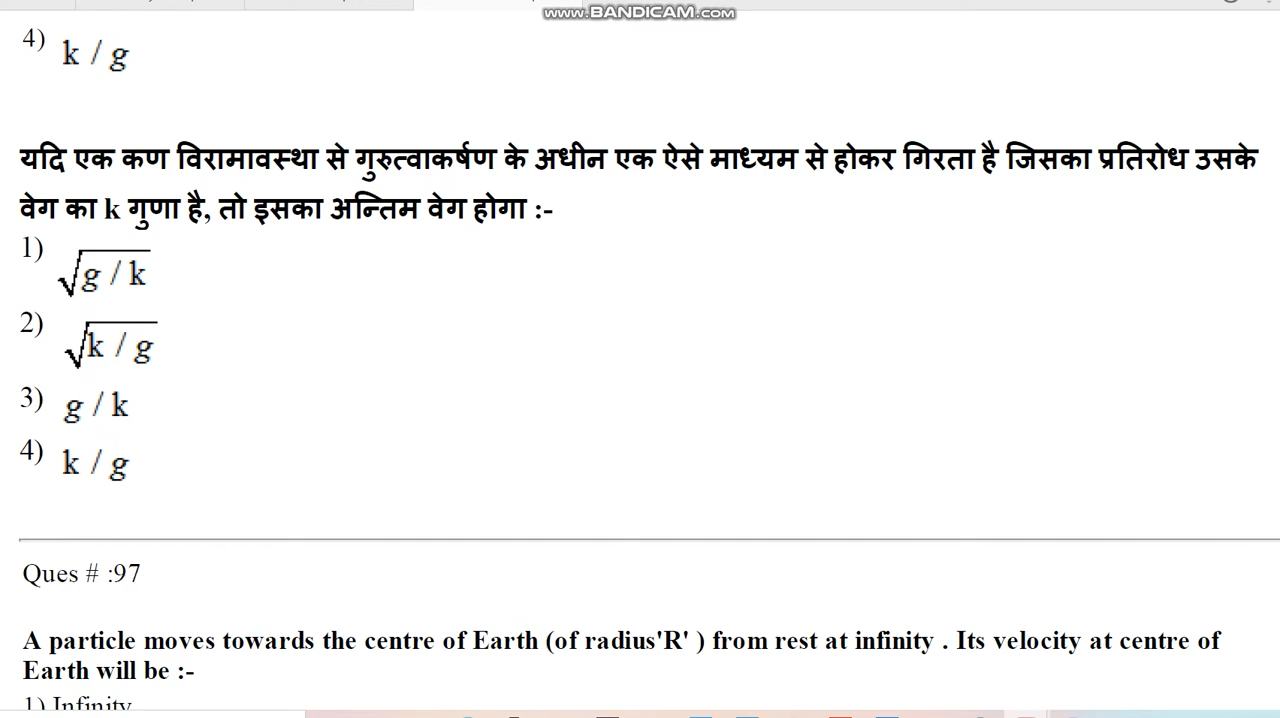 www.BANDICAM.com
4) k / g
यदि एक कण विरामावस्था से गुरुत्वाकर्षण के अधीन एक ऐसे माध्यम से होकर गिरता है जिसका प्रतिरोध उसके
वेग का k गुणा है, तो इसका अन्तिम वेग होगा :-
1) √g / k
2) √k / g
3) g / k
4) k / g
Ques # :97
A particle moves towards the centre of Earth (of radius'R' ) from rest at infinity . Its velocity at centre of
Earth will be :-
1) Infinity